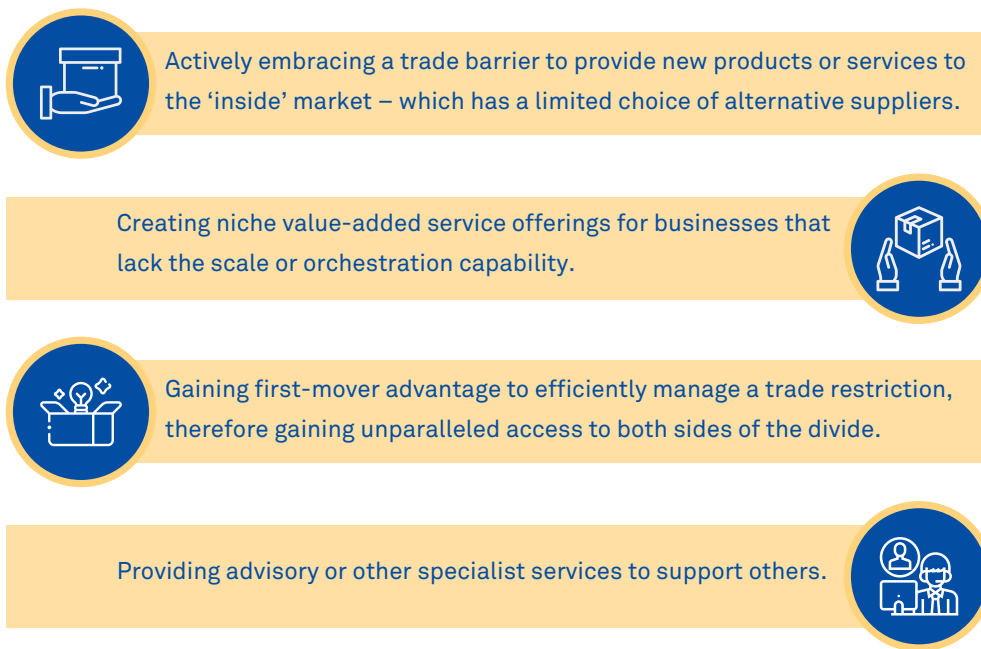 Actively embracing a trade barrier to provide new products or services to
the ‘inside’ market – which has a limited choice of alternative suppliers.
Creating niche value-added service offerings for businesses that
lack the scale or orchestration capability.
Gaining first-mover advantage to efficiently manage a trade restriction,
therefore gaining unparalleled access to both sides of the divide.
Providing advisory or other specialist services to support others.